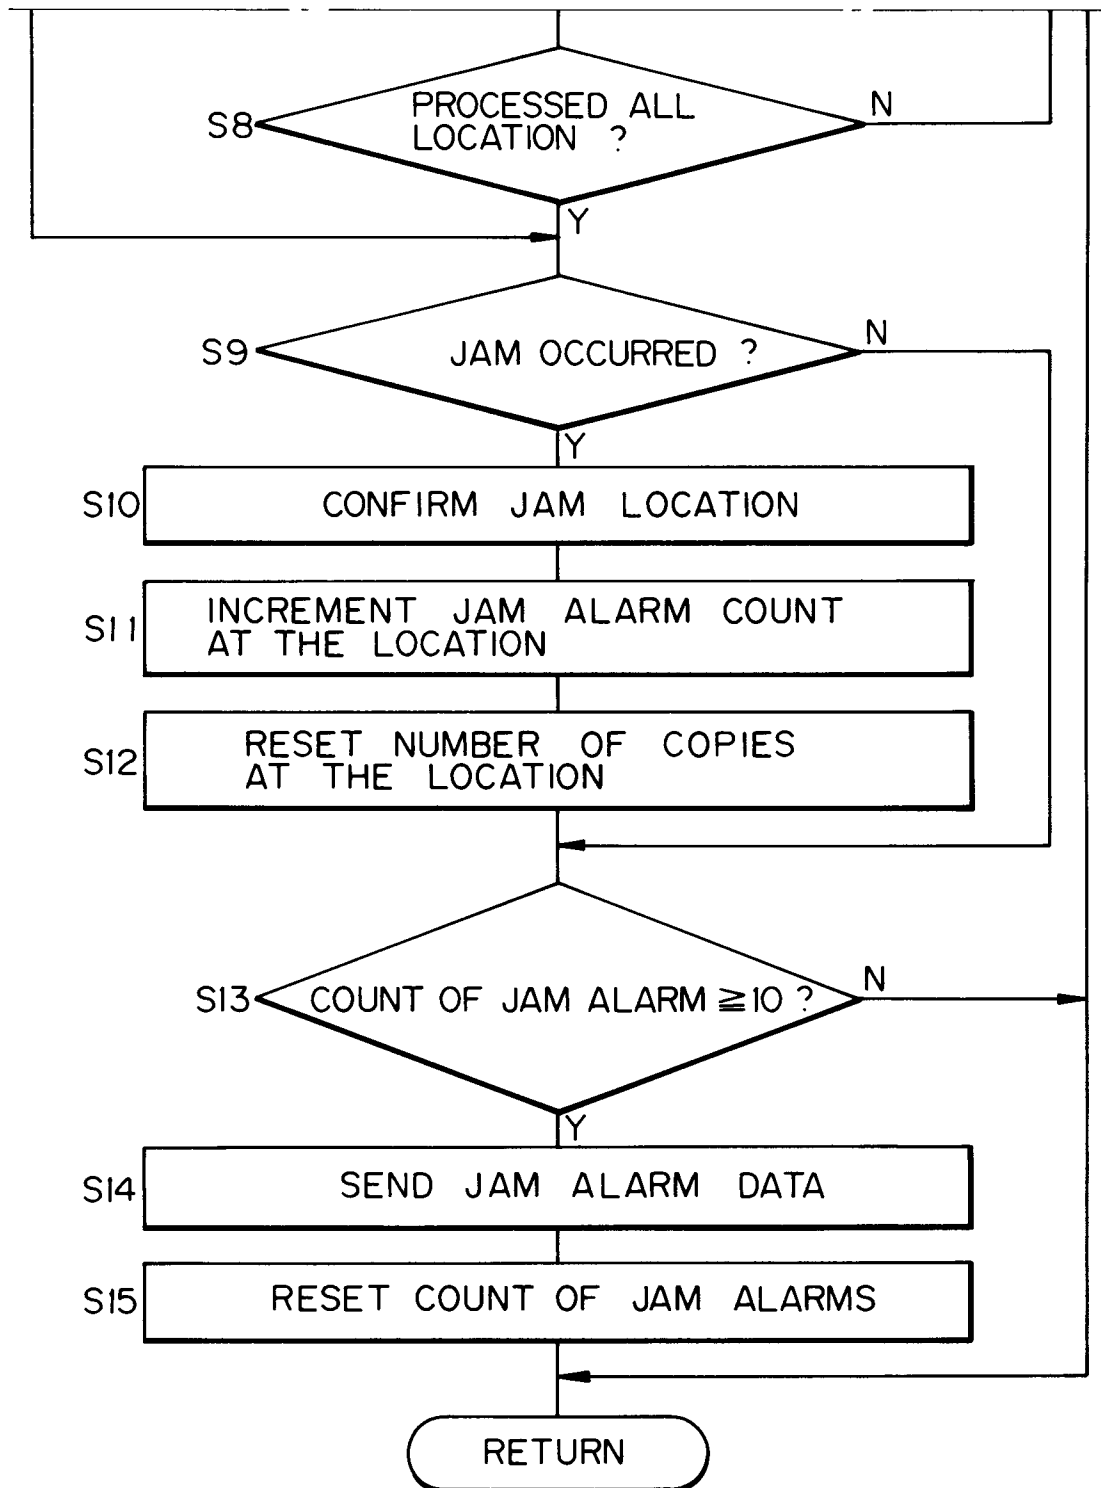 PROCESSED ALL
LOCATION ?
S8
N
Y
S9
JAM OCCURRED ?
N
Y
S10
CONFIRM JAM LOCATION
S11
INCREMENT JAM ALARM COUNT
AT THE LOCATION
S12
RESET NUMBER OF COPIES
AT THE LOCATION
S13
COUNT OF JAM ALARM ≧10 ?
N
Y
S14
SEND JAM ALARM DATA
S15
RESET COUNT OF JAM ALARMS
RETURN